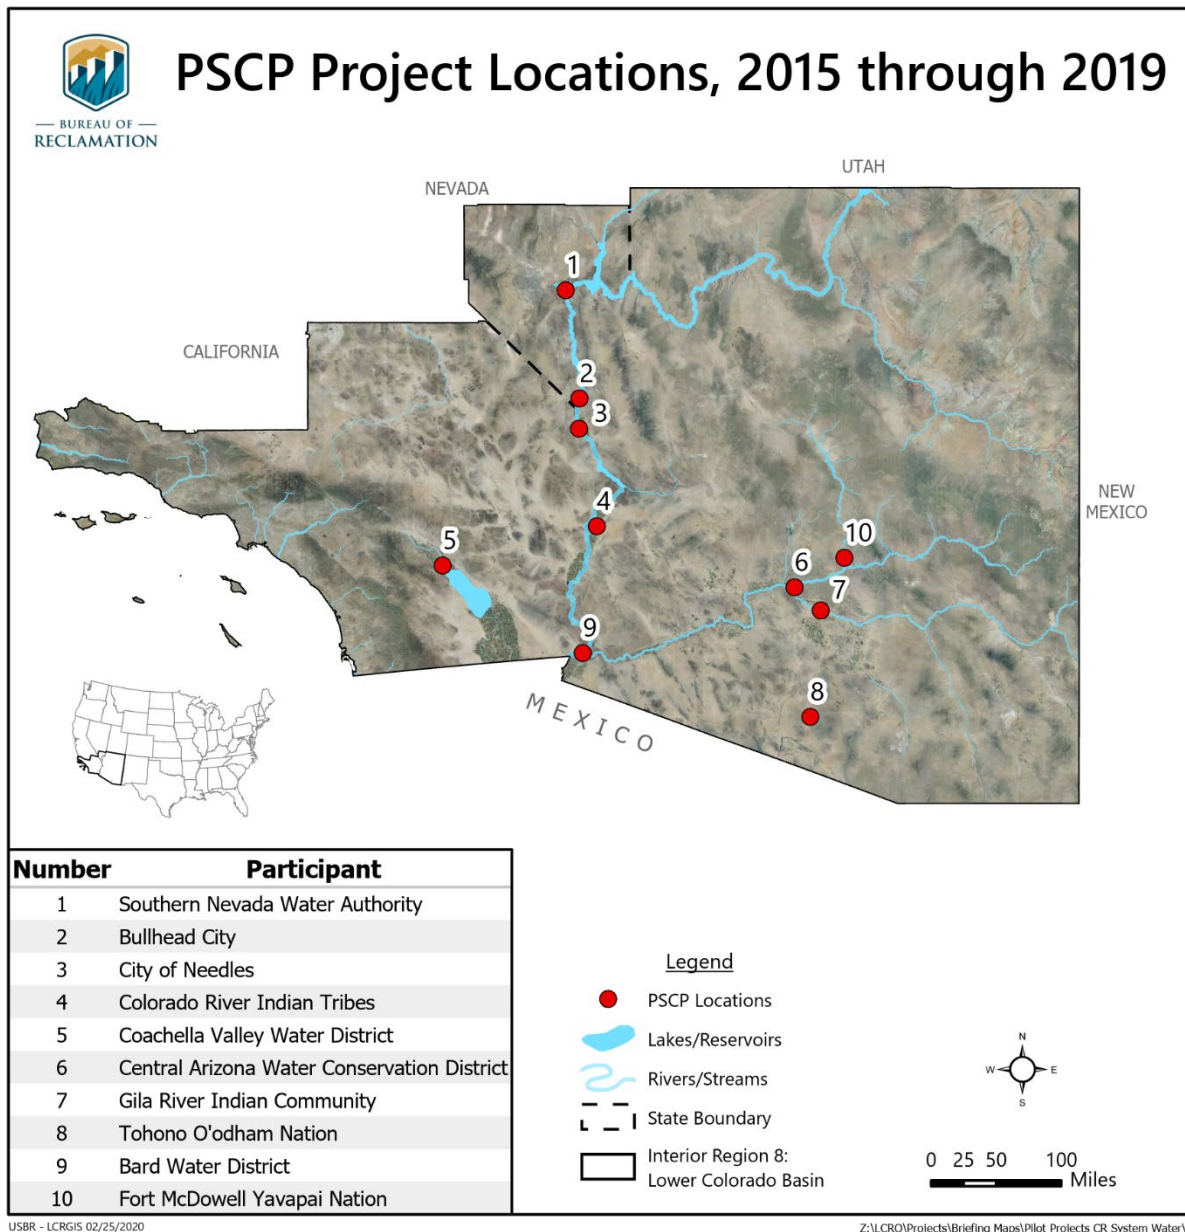 PSCP Project Locations, 2015 through 2019
BUREAU OF
RECLAMATION
UTAH
NEVADA
1
CALIFORNIA
2
3
NEW
MEXICO
4
10
5
6
7
9
8
MEXICO
Number Participant
1 Southern Nevada Water Authority
2 Bullhead City
3 City of Needles
4 Colorado River Indian Tribes
5 Coachella Valley Water District
6 Central Arizona Water Conservation District
7 Gila River Indian Community
8 Tohono O'odham Nation
9 Bard Water District
10 Fort McDowell Yavapai Nation
Legend
PSCP Locations
Lakes/Reservoirs
Rivers/Streams
State Boundary
Interior Region 8:
Lower Colorado Basin
N
W E
S
0 25 50 100
Miles
USBR - LCRGIS 02/25/2020
Z:\LCRO\Projects\Briefing Maps\Pilot Projects CR System Water\